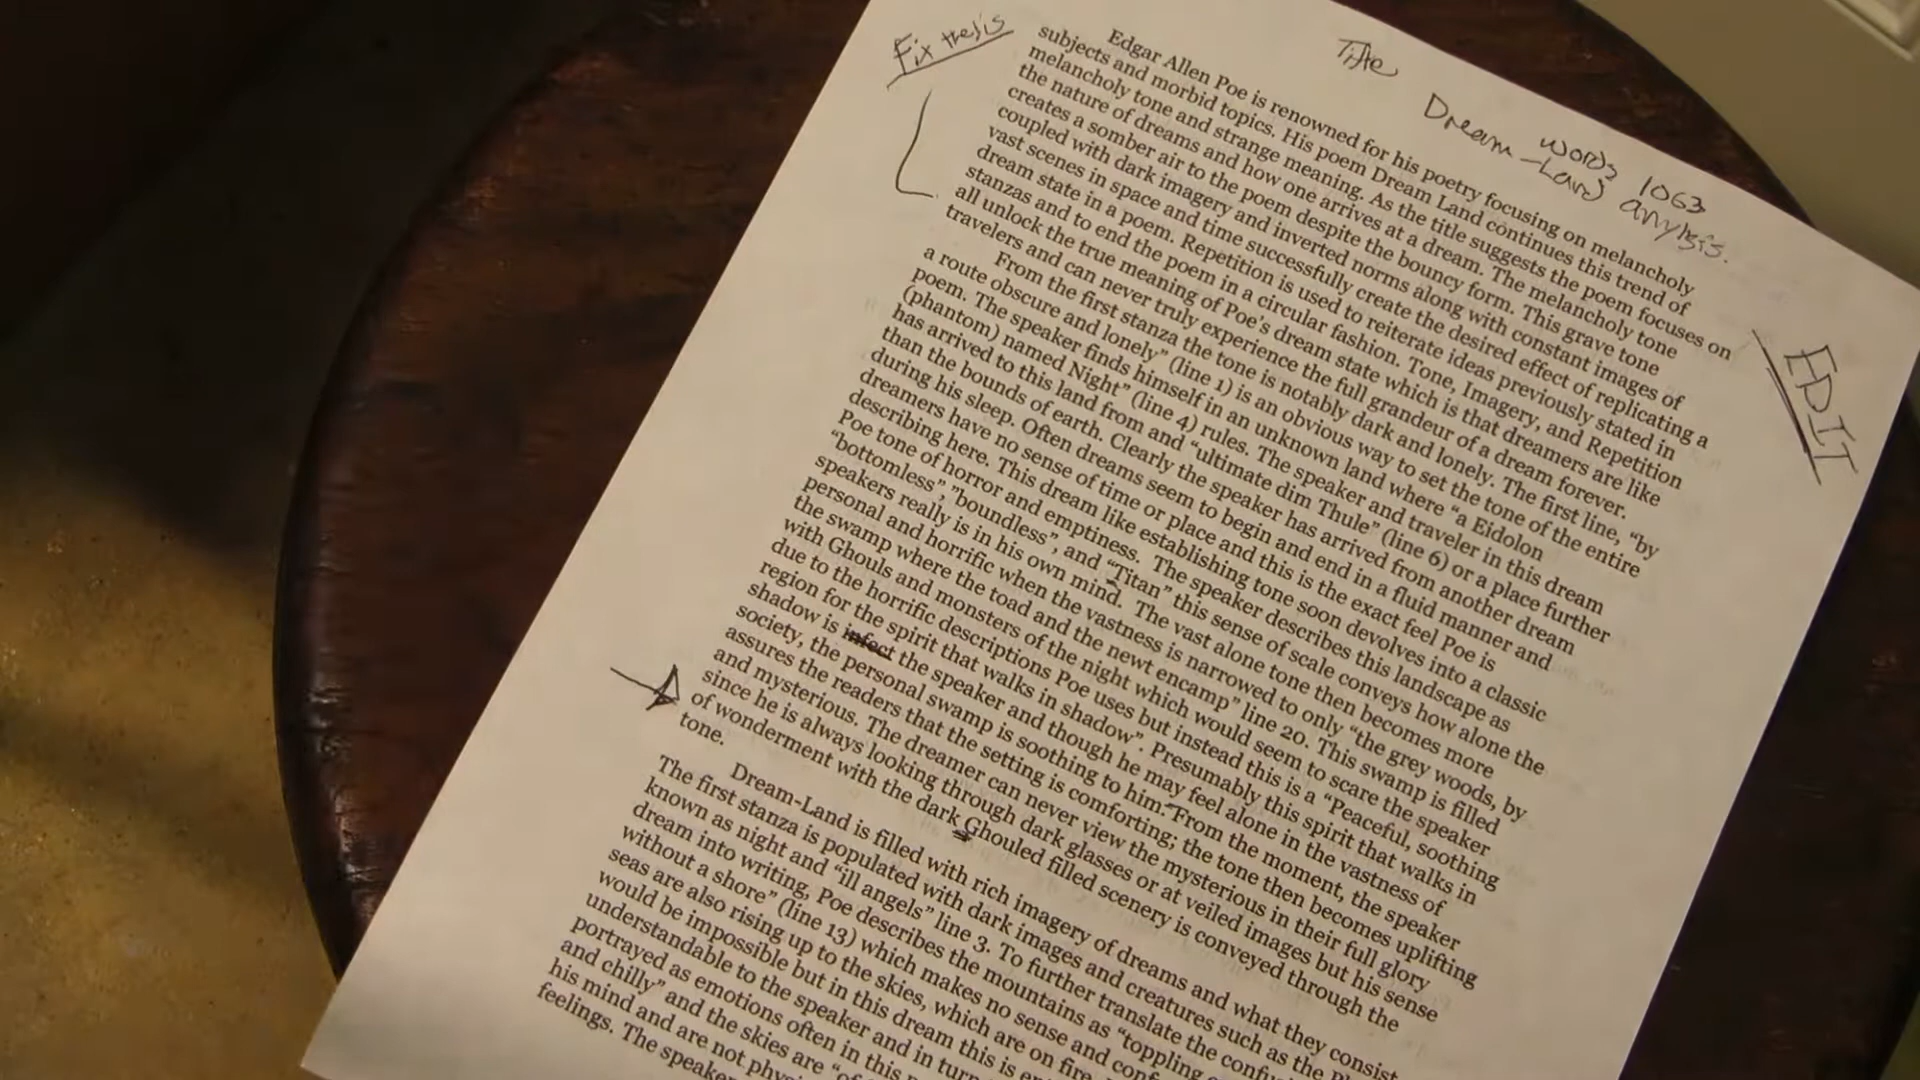 Fix thesis
Title
words 1063
Dream-Land anylisis.
EDIT
Edgar Allen Poe is renowned for his poetry focusing on melancholy
subjects and morbid topics. His poem Dream Land continues this trend of
melancholy tone and strange meaning. As the title suggests the poem focuses on
the nature of dreams and how one arrives at a dream. The melancholy tone
creates a somber air to the poem despite the bouncy form. This grave tone
coupled with dark imagery and inverted norms along with constant images of
vast scenes in space and time successfully create the desired effect of replicating a
dream state in a poem. Repetition is used to reiterate ideas previously stated in
stanzas and to end the poem in a circular fashion. Tone, Imagery, and Repetition
all unlock the true meaning of Poe's dream state which is that dreamers are like
travelers and can never truly experience the full grandeur of a dream forever.
From the first stanza the tone is notably dark and lonely. The first line, "by
a route obscure and lonely" (line 1) is an obvious way to set the tone of the entire
poem. The speaker finds himself in an unknown land where "a Eidolon
(phantom) named Night" (line 4) rules. The speaker and traveler in this dream
has arrived to this land from and "ultimate dim Thule" (line 6) or a place further
than the bounds of earth. Clearly the speaker has arrived from another dream
during his sleep. Often dreams seem to begin and end in a fluid manner and
dreamers have no sense of time or place and this is the exact feel Poe is
describing here. This dream like establishing tone soon devolves into a classic
Poe tone of horror and emptiness. The speaker describes this landscape as
"bottomless", "boundless", and "Titan" this sense of scale conveys how alone the
speakers really is in his own mind. The vast alone tone then becomes more
personal and horrific when the vastness is narrowed to only "the grey woods, by
the swamp where the toad and the newt encamp" line 20. This swamp is filled
with Ghouls and monsters of the night which would seem to scare the speaker
due to the horrific descriptions Poe uses but instead this is a "Peaceful, soothing
region for the spirit that walks in shadow". Presumably this spirit that walks in
shadow is infect the speaker and though he may feel alone in the vastness of
society, the personal swamp is soothing to him. From the moment, the speaker
assures the readers that the setting is comforting; the tone then becomes uplifting
and mysterious. The dreamer can never view the mysterious in their full glory
since he is always looking through dark glasses or at veiled images but his sense
of wonderment with the dark Ghouled filled scenery is conveyed through the
tone.
Dream-Land is filled with rich imagery of dreams and what they consist
The first stanza is populated with dark images and creatures such as the
known as night and "ill angels" line 3. To further translate the
dream into writing, Poe describes the mountains as "toppling
without a shore" (line 13) which makes no sense and
seas are also rising up to the skies, which are on fire.
would be impossible but in this dream this is
understandable to the speaker and in turn
portrayed as emotions often in this
and chilly" and the skies are
his mind and are not
feelings. The speaker